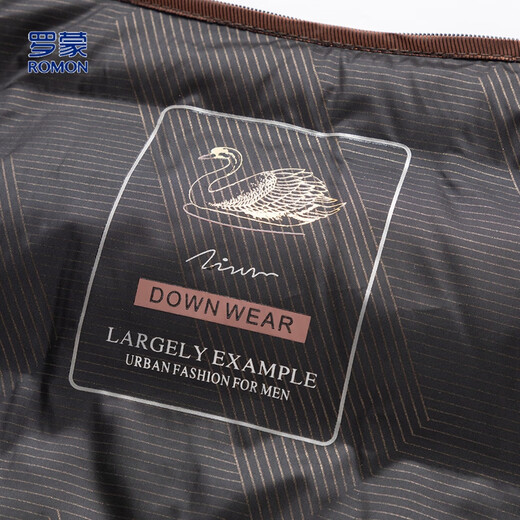 罗蒙
ROMON
DOWN WEAR
LARGELY EXAMPLE
URBAN FASHION FOR MEN